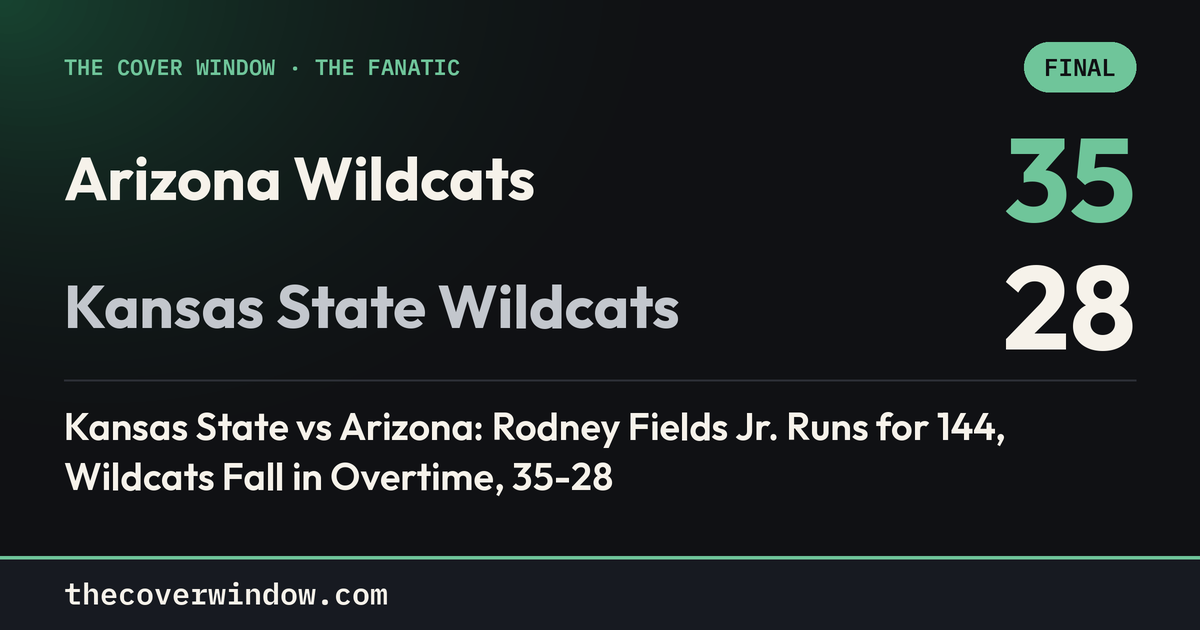 THE COVER WINDOW · THE FANATIC
FINAL
Arizona Wildcats
35
Kansas State Wildcats
28
Kansas State vs Arizona: Rodney Fields Jr. Runs for 144,
Wildcats Fall in Overtime, 35-28
thecoverwindow.com